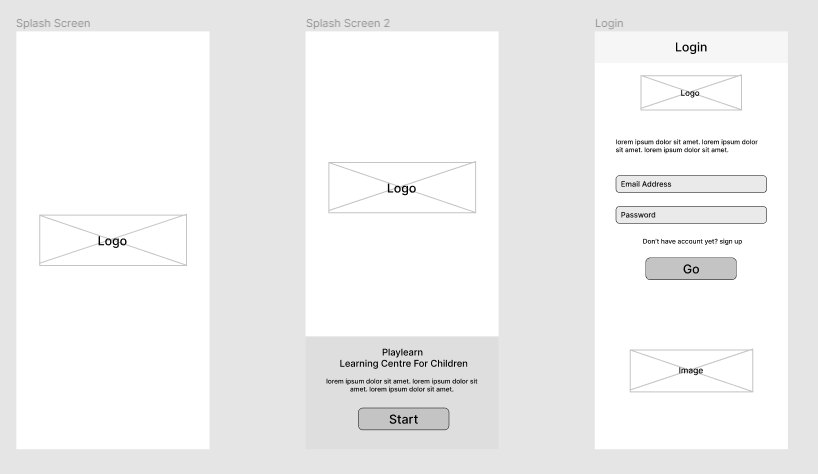 Splash Screen
Logo
Splash Screen 2
Logo
Playlearn
Learning Centre For Children
lorem ipsum dolor sit amet. lorem ipsum dolor sit
amet. lorem ipsum dolor sit amet.
Start
Login
Login
Logo
lorem ipsum dolor sit amet. lorem ipsum dolor
sit amet. lorem ipsum dolor sit amet.
Email Address
Password
Don't have account yet? sign up
Go
Image